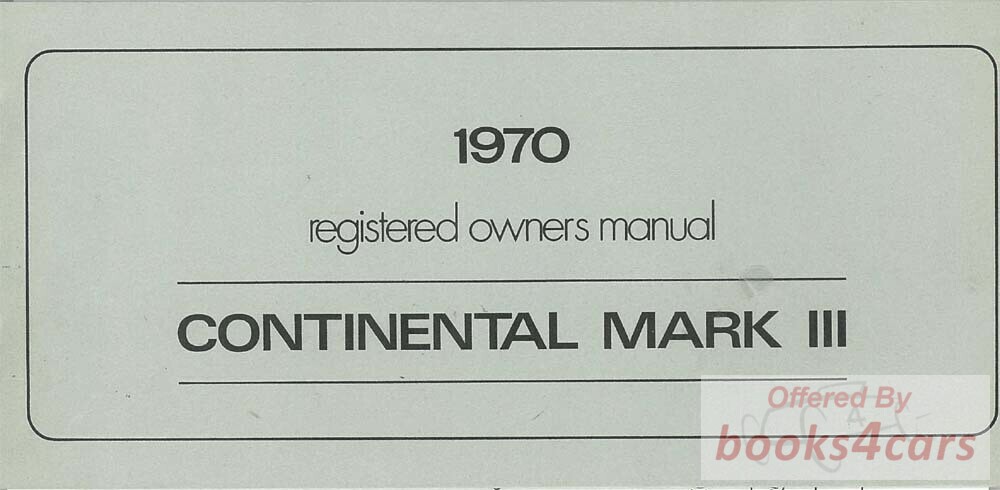 1970
registered owners manual
CONTINENTAL MARK III
Offered By
books4cars